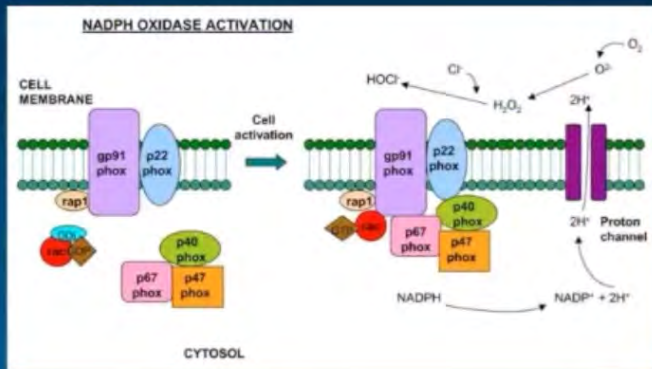 NADPH OXIDASE ACTIVATION
CELL
MEMBRANE
gp91
phox
p22
phox
rap1
GDI
rac
GDP
p40
phox
p67
phox
p47
phox
CYTOSOL
Cell
activation
HOCl⁻
Cl⁻
H₂O₂
O²⁻
O₂
2H⁺
gp91
phox
p22
phox
rap1
GTP
rac
p40
phox
p67
phox
p47
phox
2H⁺
Proton
channel
NADPH
NADP⁺ + 2H⁺